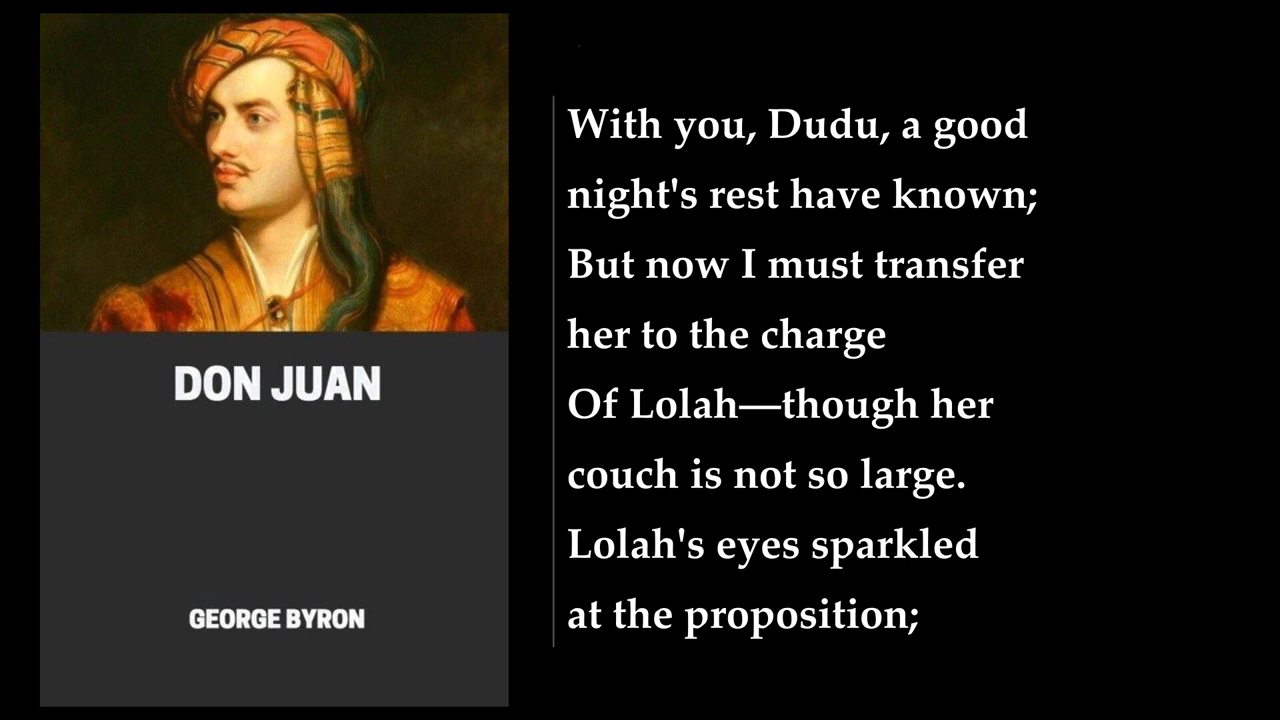 DON JUAN
GEORGE BYRON
With you, Dudu, a good
night's rest have known;
But now I must transfer
her to the charge
Of Lolah—though her
couch is not so large.
Lolah's eyes sparkled
at the proposition;